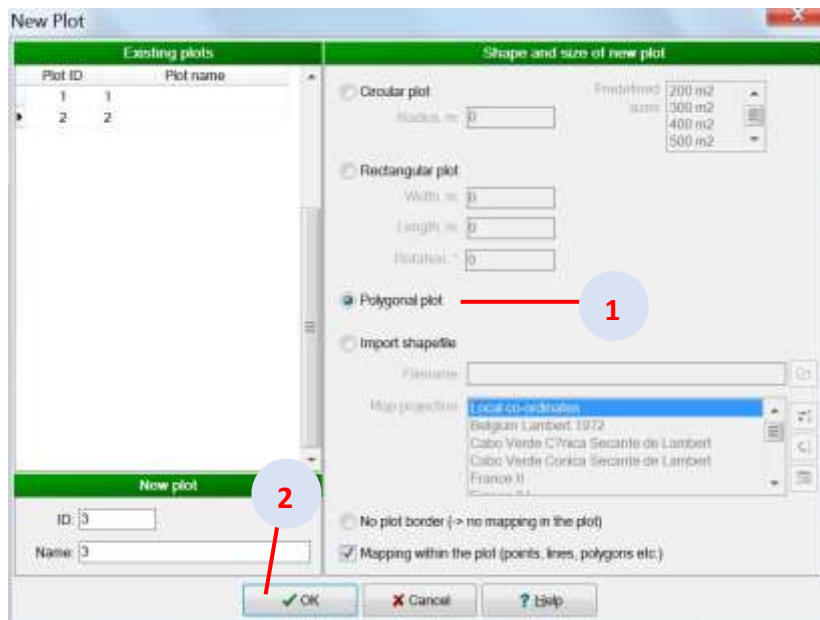 New Plot
Existing plots
Plot ID Plot name
1 1
2 2
New plot
ID: 3
Name: 3
Shape and size of new plot
Circular plot
Radius, m: 0
Predefined sizes:
200 m2
300 m2
400 m2
500 m2
Rectangular plot
Width, m: 0
Length, m: 0
Rotation, °: 0
Polygonal plot
1
Import shapefile
Filename:
Map projection:
Local co-ordinates
Belgium Lambert 1972
Cabo Verde C?nica Secante de Lambert
Cabo Verde Conica Secante de Lambert
France II
No plot border (-> no mapping in the plot)
Mapping within the plot (points, lines, polygons etc.)
2
OK
Cancel
? Help